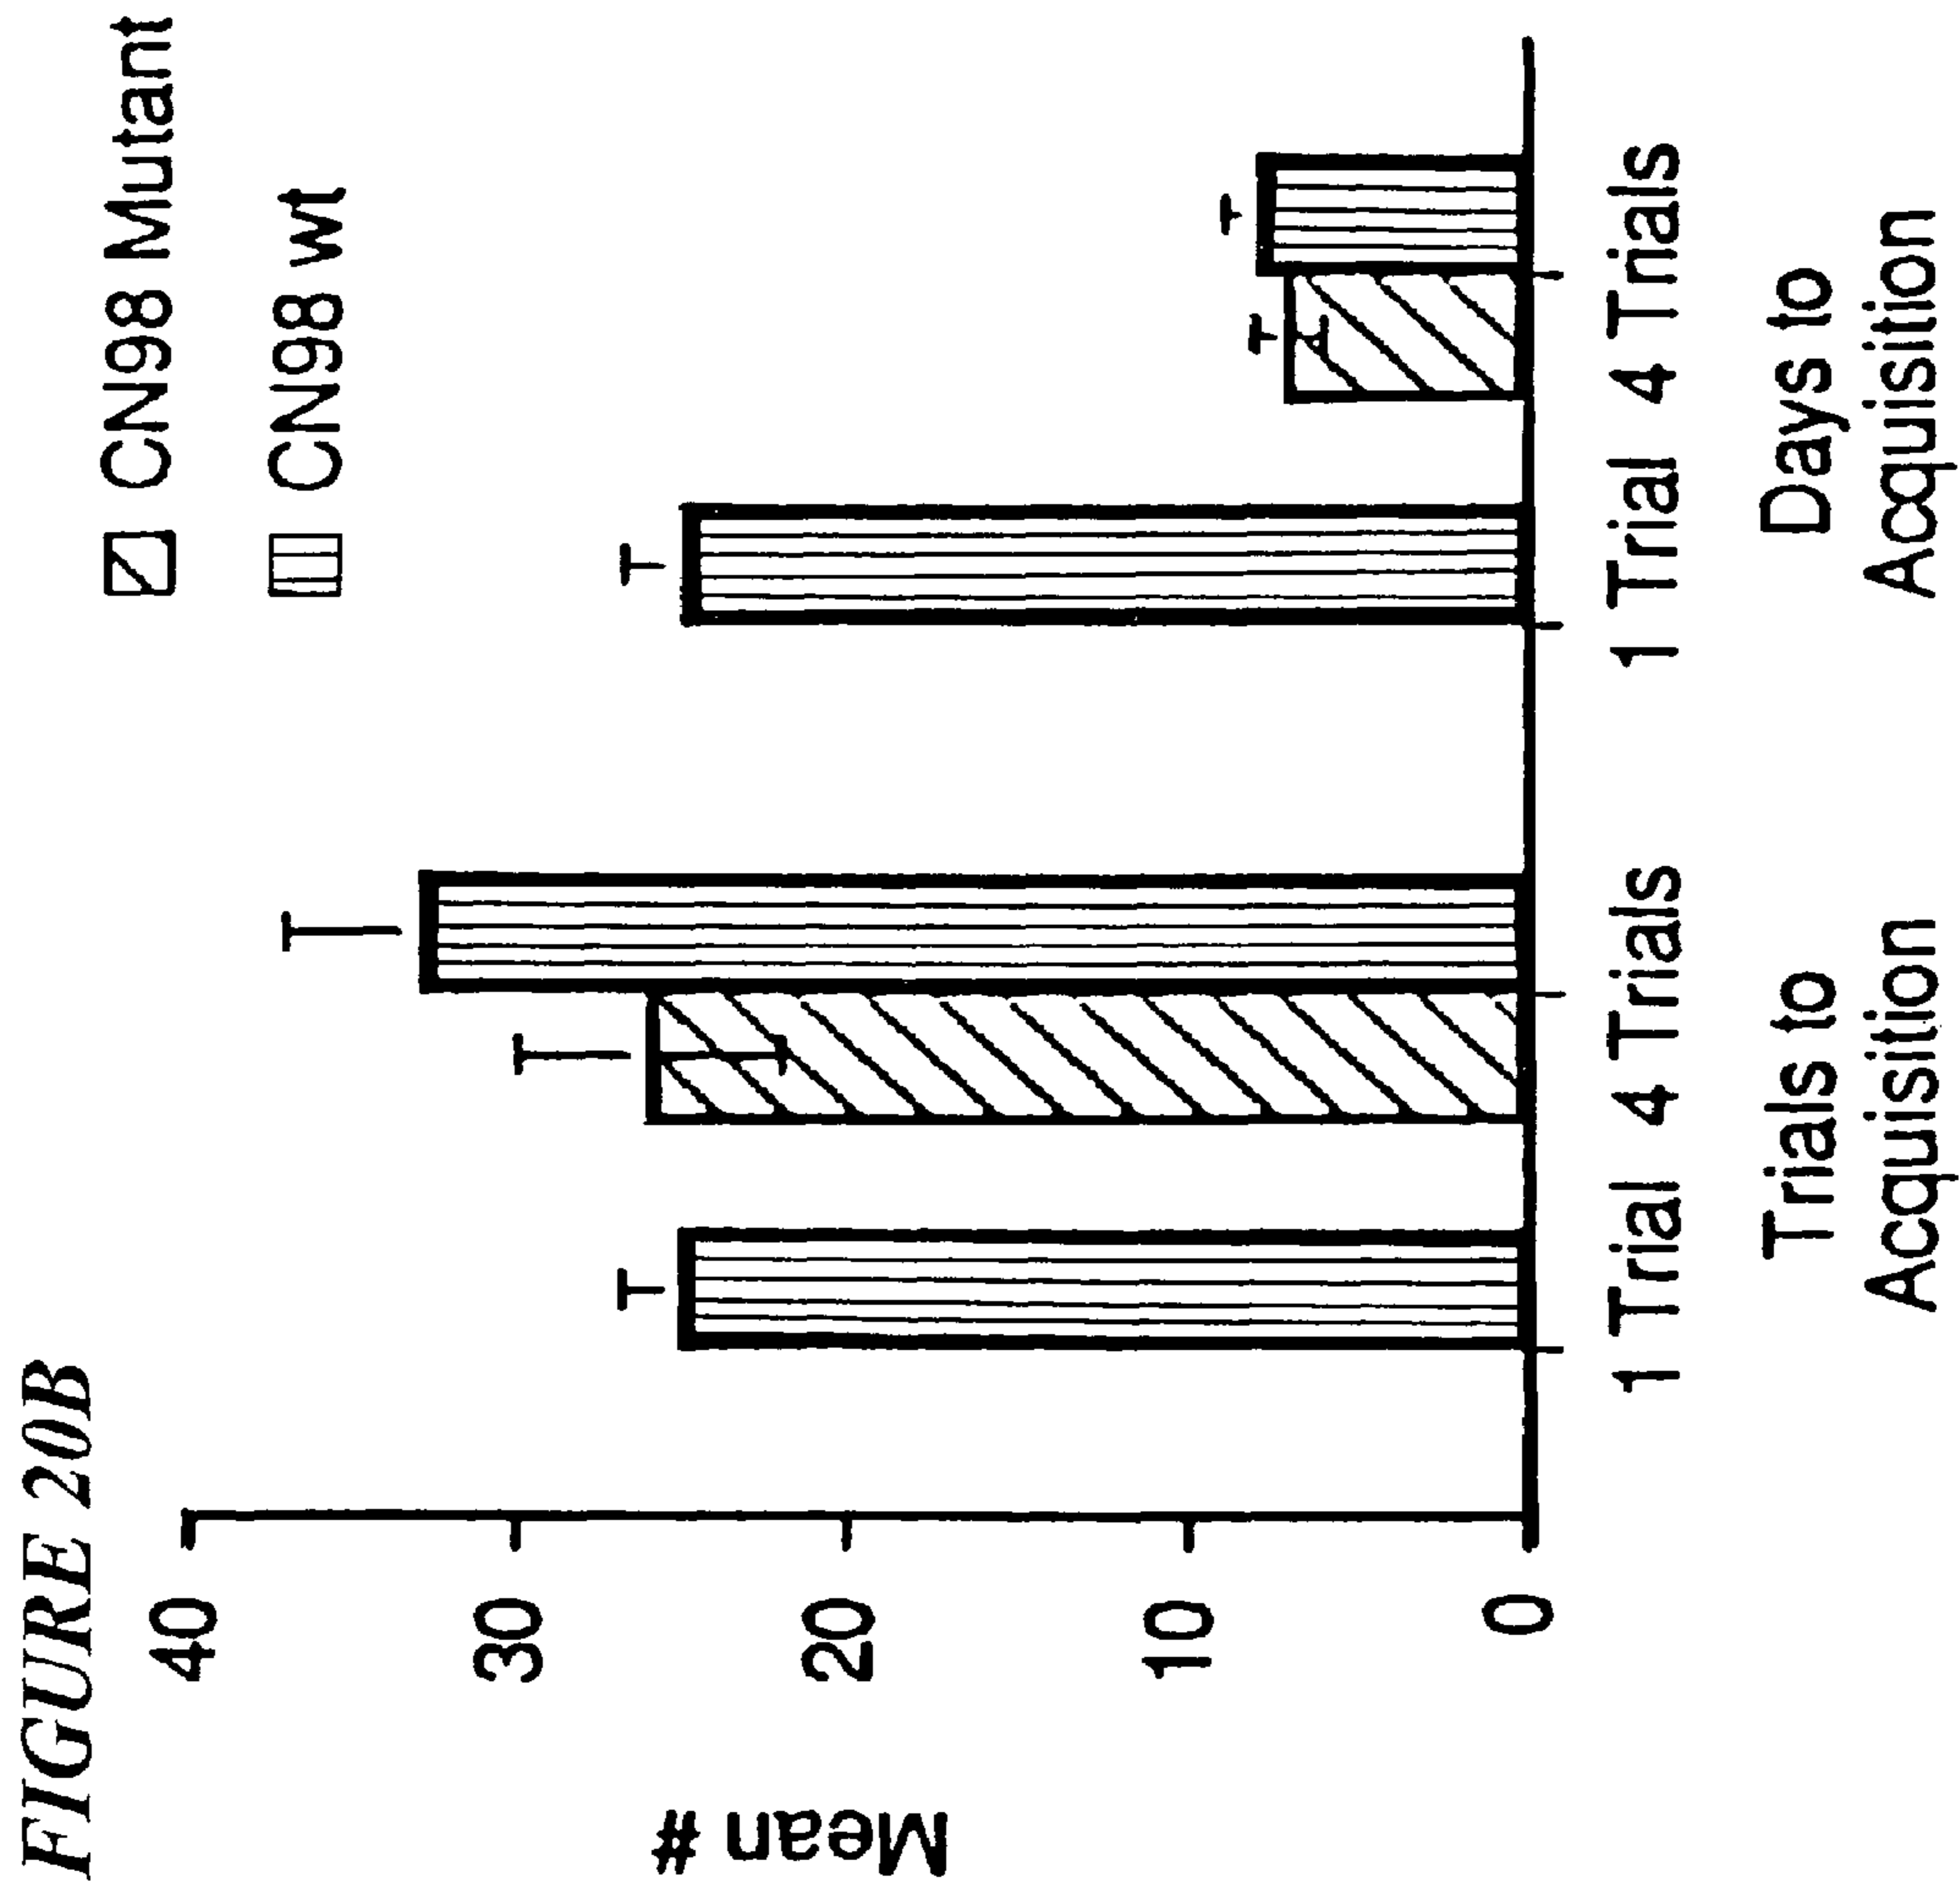 FIGURE 20B
CN98 Mutant
CN98 wt
Mean #
40
30
20
10
0
1 Trial 4 Trials
1 Trial 4 Trials
Trials to
Acquisition
Days to
Acquisition